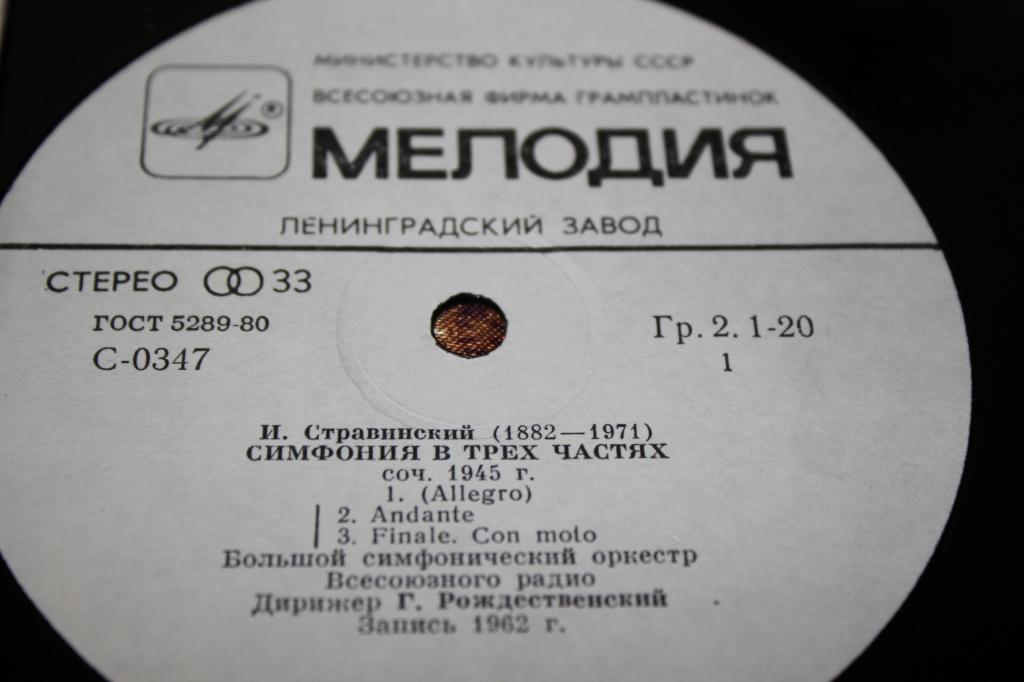 МИНИСТЕРСТВО КУЛЬТУРЫ СССР
ВСЕСОЮЗНАЯ ФИРМА ГРАМПЛАСТИНОК
®
МЕЛОДИЯ
ЛЕНИНГРАДСКИЙ ЗАВОД
СТЕРЕО 33
ГОСТ 5289-80
Гр. 2. 1-20
С-0347
1
И. Стравинский (1882—1971)
СИМФОНИЯ В ТРЕХ ЧАСТЯХ
соч. 1945 г.
1. (Allegro)
2. Andante
3. Finale. Con moto
Большой симфонический оркестр
Всесоюзного радио
Дирижер Г. Рождественский
Запись 1962 г.